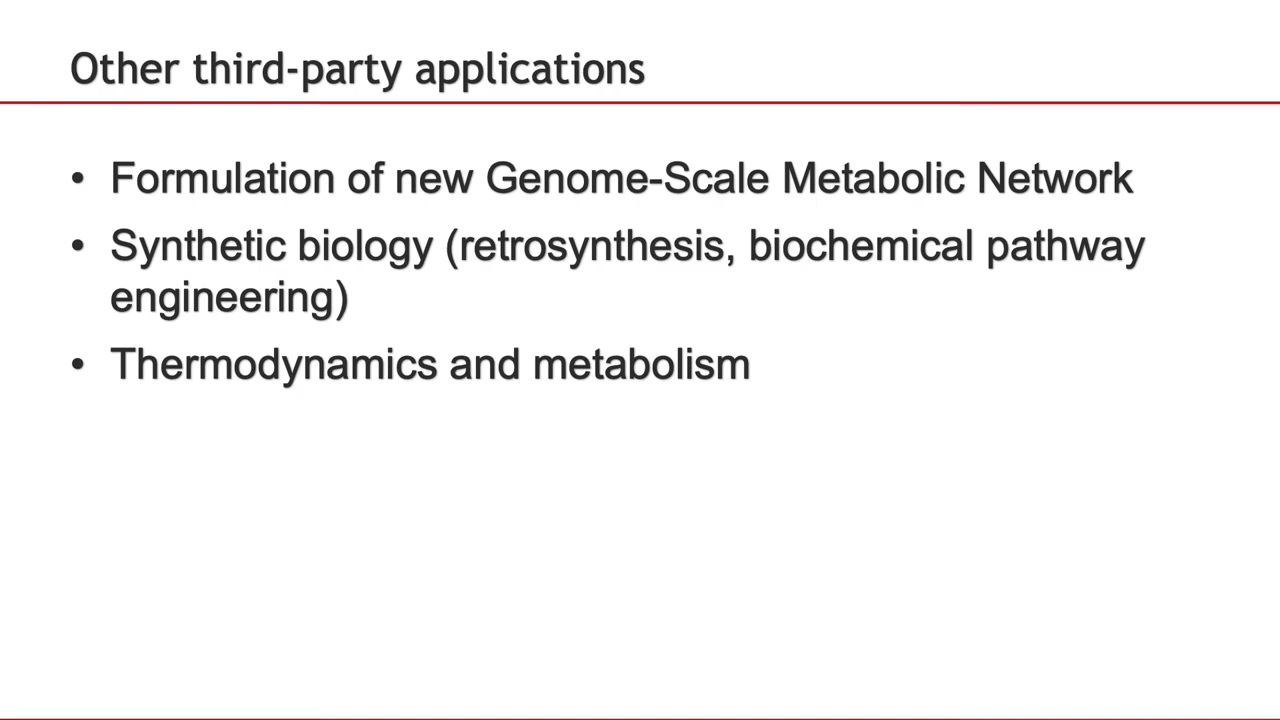 Other third-party applications
• Formulation of new Genome-Scale Metabolic Network
• Synthetic biology (retrosynthesis, biochemical pathway
engineering)
• Thermodynamics and metabolism